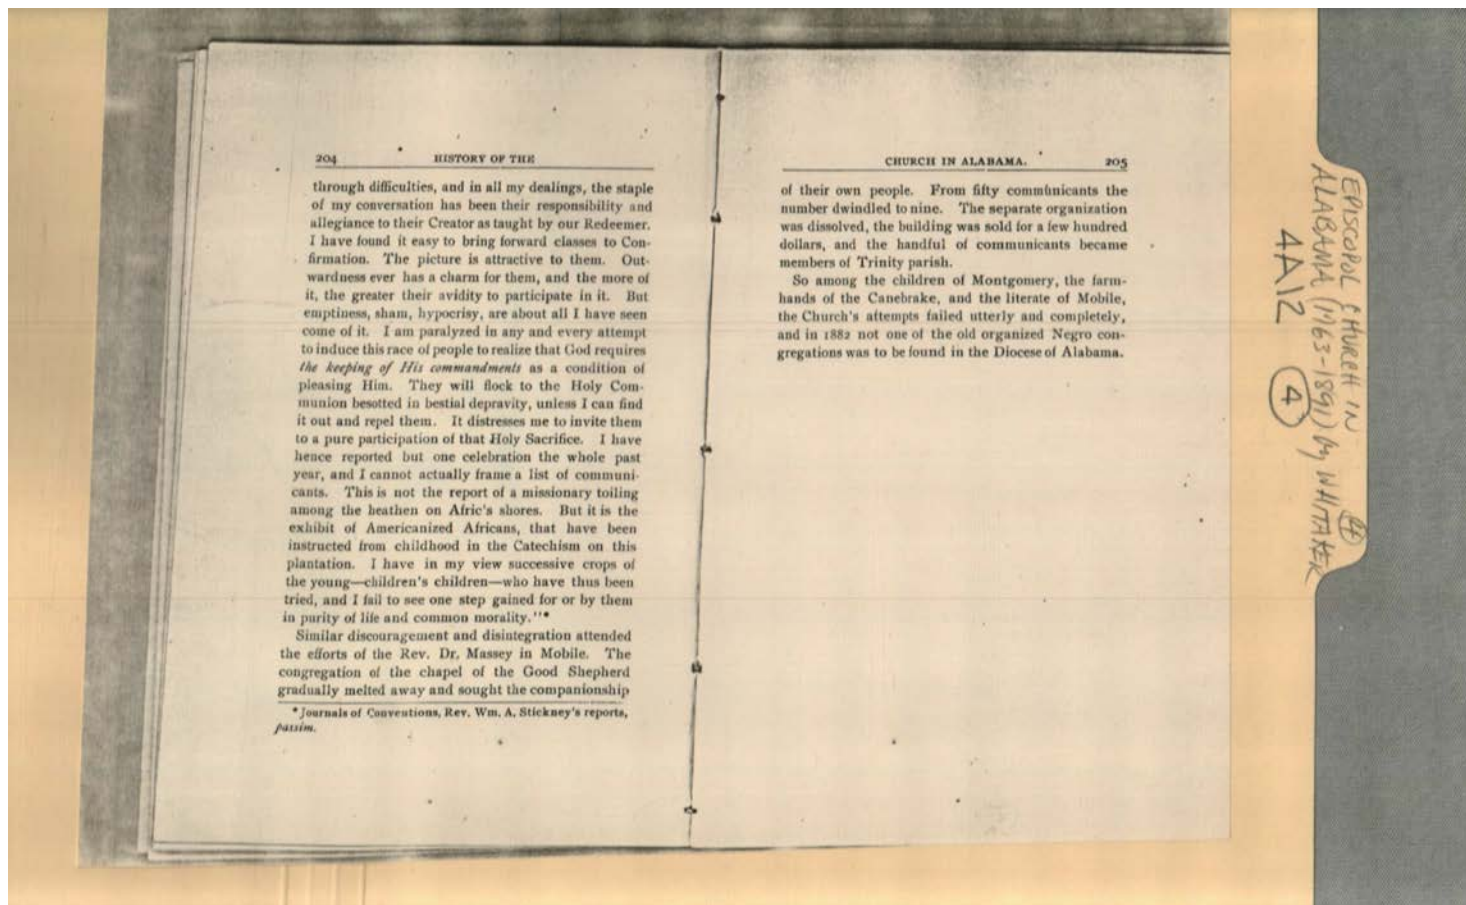 204 HISTORY OF THE
through difficulties, and in all my dealings, the staple
of my conversation has been their responsibility and
allegiance to their Creator as taught by our Redeemer.
I have found it easy to bring forward classes to Con-
firmation. The picture is attractive to them. Out-
wardness ever has a charm for them, and the more of
it, the greater their avidity to participate in it. But
emptiness, sham, hypocrisy, are about all I have seen
come of it. I am paralyzed in any and every attempt
to induce this race of people to realize that God requires
the keeping of His commandments as a condition of
pleasing Him. They will flock to the Holy Com-
munion besotted in bestial depravity, unless I can find
it out and repel them. It distresses me to invite them
to a pure participation of that Holy Sacrifice. I have
hence reported but one celebration the whole past
year, and I cannot actually frame a list of communi-
cants. This is not the report of a missionary toiling
among the heathen on Afric's shores. But it is the
exhibit of Americanized Africans, that have been
instructed from childhood in the Catechism on this
plantation. I have in my view successive crops of
the young—children's children—who have thus been
tried, and I fail to see one step gained for or by them
in purity of life and common morality."*
Similar discouragement and disintegration attended
the efforts of the Rev. Dr. Massey in Mobile. The
congregation of the chapel of the Good Shepherd
gradually melted away and sought the companionship
*Journals of Conventions, Rev. Wm. A. Stickney's reports,
passim.
CHURCH IN ALABAMA. 205
of their own people. From fifty communicants the
number dwindled to nine. The separate organization
was dissolved, the building was sold for a few hundred
dollars, and the handful of communicants became
members of Trinity parish.
So among the children of Montgomery, the farm-
hands of the Canebrake, and the literate of Mobile,
the Church's attempts failed utterly and completely,
and in 1882 not one of the old organized Negro con-
gregations was to be found in the Diocese of Alabama.
EPISCOPOL CHURCH IN
ALABAMA (1763-1891) by WHITAKER
4A12 4